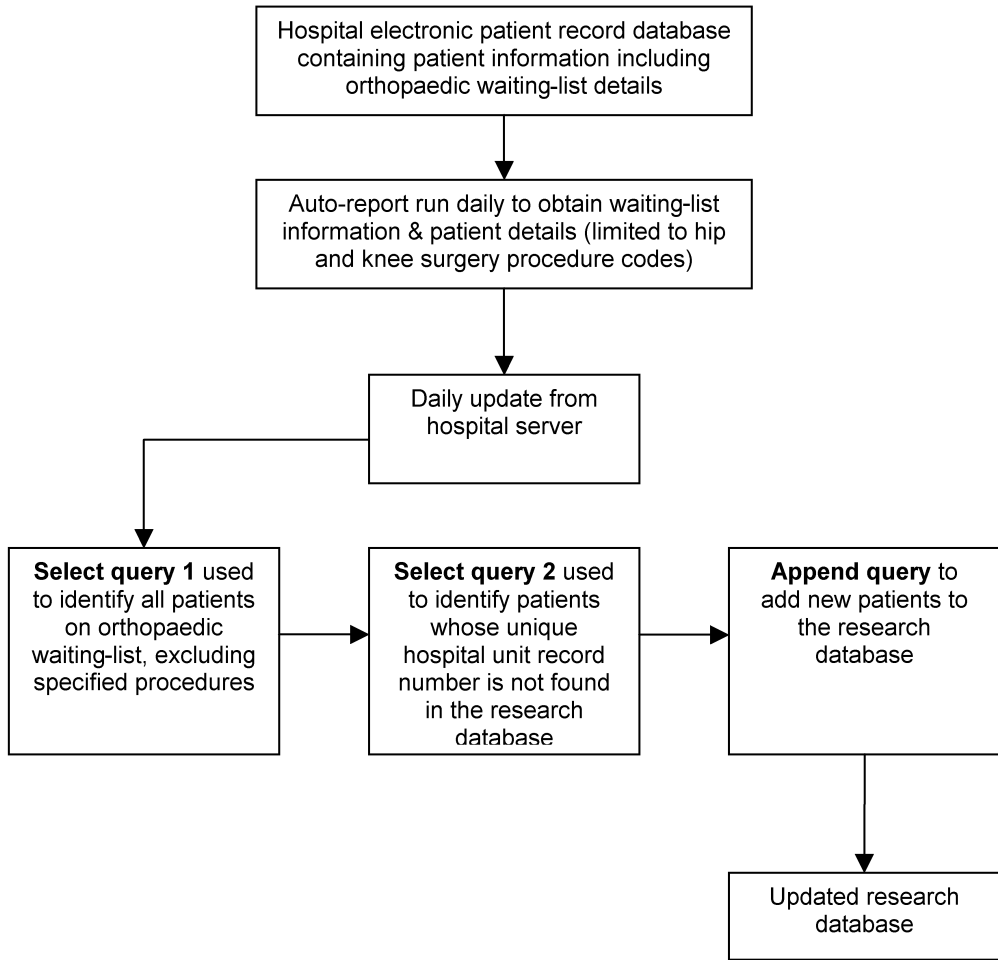 Hospital electronic patient record database
containing patient information including
orthopaedic waiting-list details
Auto-report run daily to obtain waiting-list
information & patient details (limited to hip
and knee surgery procedure codes)
Daily update from
hospital server
Select query 1 used
to identify all patients
on orthopaedic
waiting-list, excluding
specified procedures
Select query 2 used
to identify patients
whose unique
hospital unit record
number is not found
in the research
database
Append query to
add new patients to
the research
database
Updated research
database